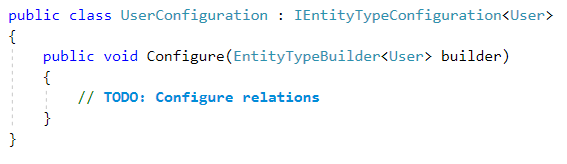 public class UserConfiguration : IEntityTypeConfiguration<User>
{
    public void Configure(EntityTypeBuilder<User> builder)
    {
        // TODO: Configure relations
    }
}